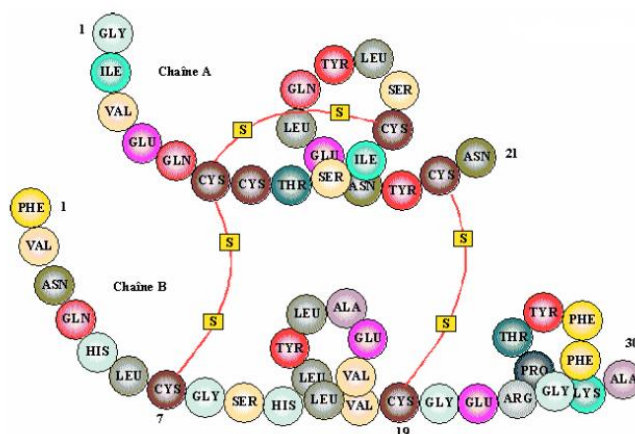 1 GLY
ILE
Chaîne A
VAL
GLU
GLN
CYS
CYS
THR
SER
ILE
CYS
SER
LEU
TYR
GLN
LEU
GLU
ASN
TYR
CYS
ASN
21
S
S
S
S
S
S
PHE
1
VAL
Chaîne B
ASN
GLN
HIS
LEU
CYS
7
GLY
SER
HIS
LEU
VAL
GLU
ALA
LEU
TYR
LEU
VAL
CYS
19
GLY
GLU
ARG
GLY
PHE
PHE
TYR
THR
PRO
LYS
ALA
30